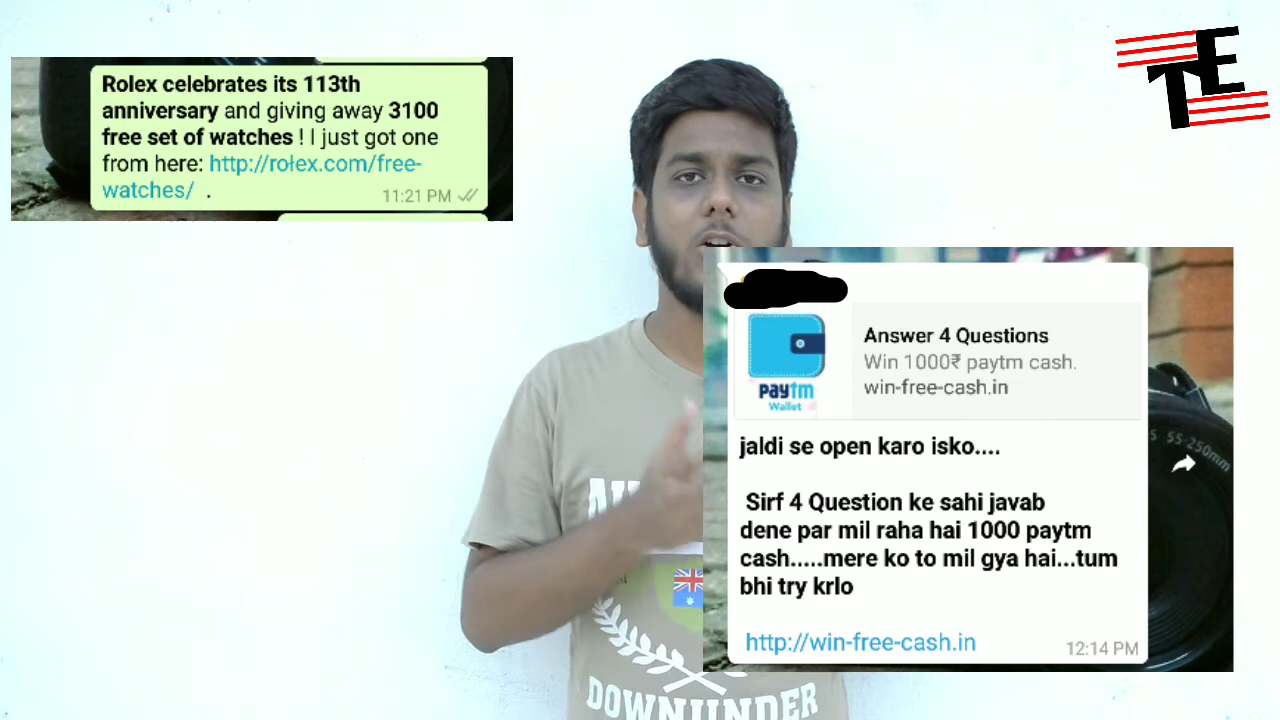 Rolex celebrates its 113th
anniversary and giving away 3100
free set of watches ! I just got one
from here: http://rołex.com/free-
watches/ .
11:21 PM
TE
Answer 4 Questions
Win 1000₹ paytm cash.
win-free-cash.in
paytm
Wallet
jaldi se open karo isko....
Sirf 4 Question ke sahi javab
dene par mil raha hai 1000 paytm
cash.....mere ko to mil gya hai...tum
bhi try krlo
http://win-free-cash.in
12:14 PM
55-250mm
DOWNUNDER